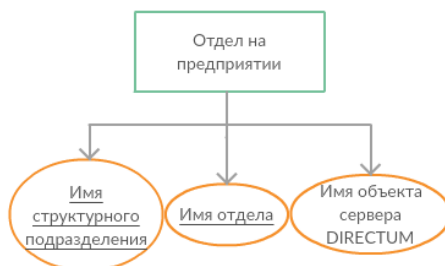 Отдел на
предприятии
Имя
структурного
подразделения
Имя отдела
Имя объекта
сервера
DIRECTUM